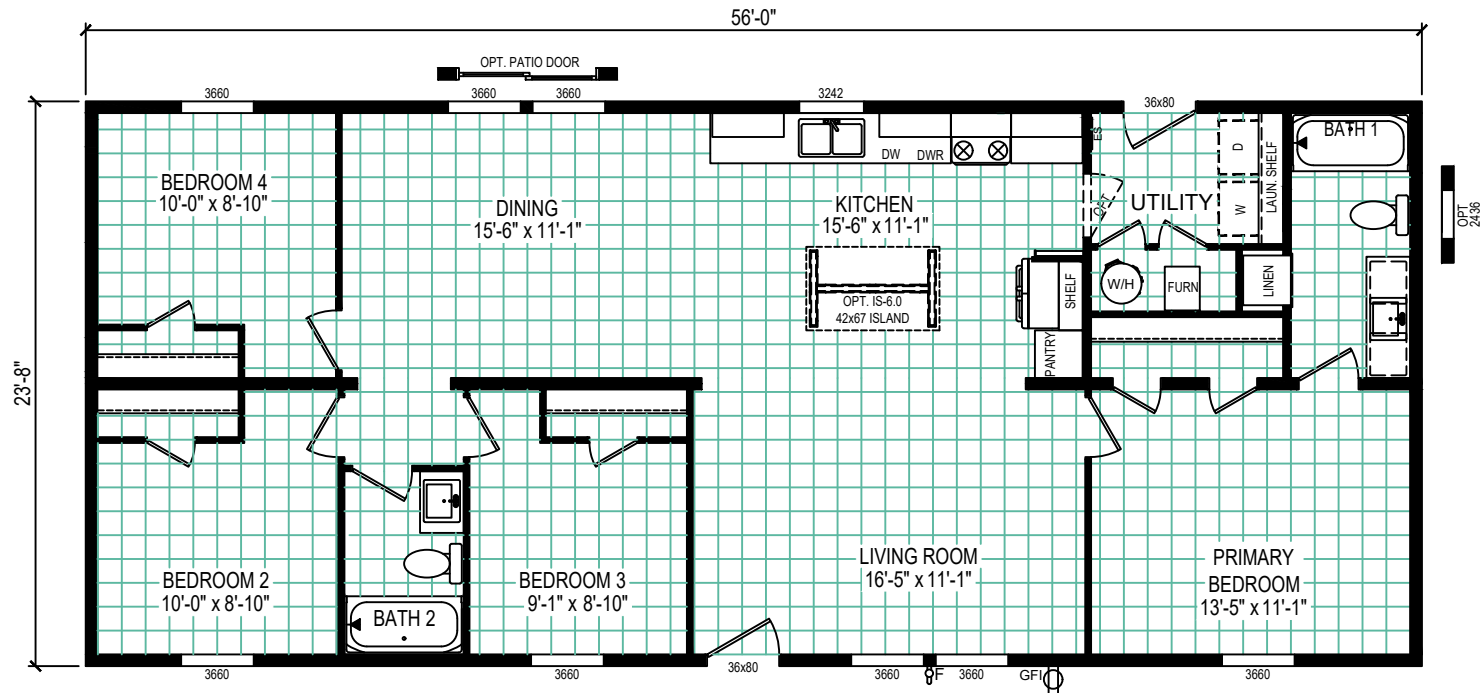 56'-0"
OPT. PATIO DOOR
3660
3660
3660
3242
36x80
23'-8"
BEDROOM 4
10'-0" x 8'-10"
DINING
15'-6" x 11'-1"
KITCHEN
15'-6" x 11'-1"
DW
DWR
ES
OPT
UTILITY
D
W
LAUN. SHELF
BATH 1
OPT
2436
OPT. IS-6.0
42x67 ISLAND
SHELF
PANTRY
W/H
FURN
LINEN
BEDROOM 2
10'-0" x 8'-10"
BATH 2
BEDROOM 3
9'-1" x 8'-10"
LIVING ROOM
16'-5" x 11'-1"
PRIMARY
BEDROOM
13'-5" x 11'-1"
3660
3660
36x80
3660
F
3660
GFI
3660